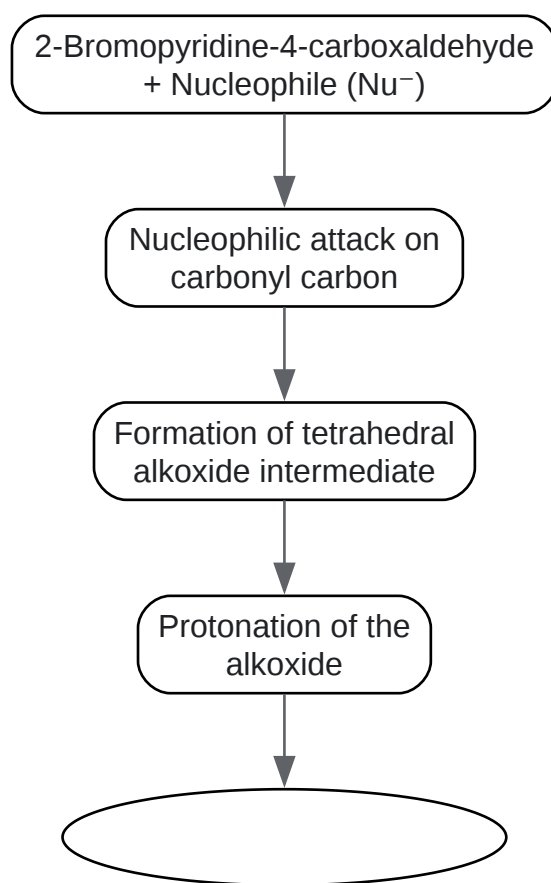 2-Bromopyridine-4-carboxaldehyde
+ Nucleophile (Nu⁻)
Nucleophilic attack on
carbonyl carbon
Formation of tetrahedral
alkoxide intermediate
Protonation of the
alkoxide